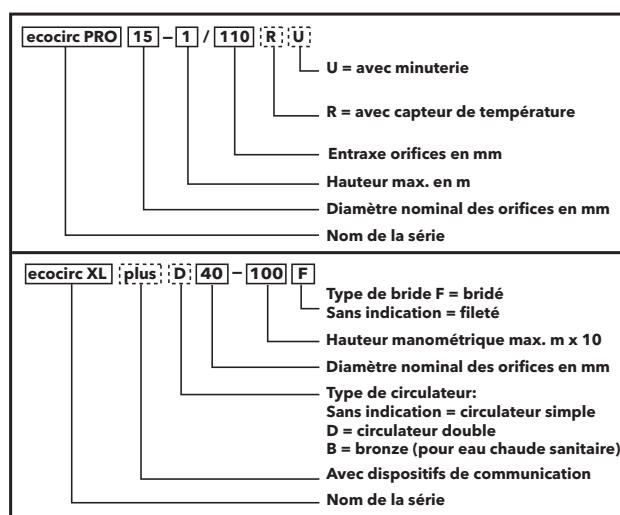 ecocirc PRO 15 – 1 / 110 R U
U = avec minuterie
R = avec capteur de température
Entraxe orifices en mm
Hauteur max. en m
Diamètre nominal des orifices en mm
Nom de la série
ecocirc XL plus D 40 – 100 F
Type de bride F = bridé
Sans indication = fileté
Hauteur manométrique max. m x 10
Diamètre nominal des orifices en mm
Type de circulateur:
Sans indication = circulateur simple
D = circulateur double
B = bronze (pour eau chaude sanitaire)
Avec dispositifs de communication
Nom de la série